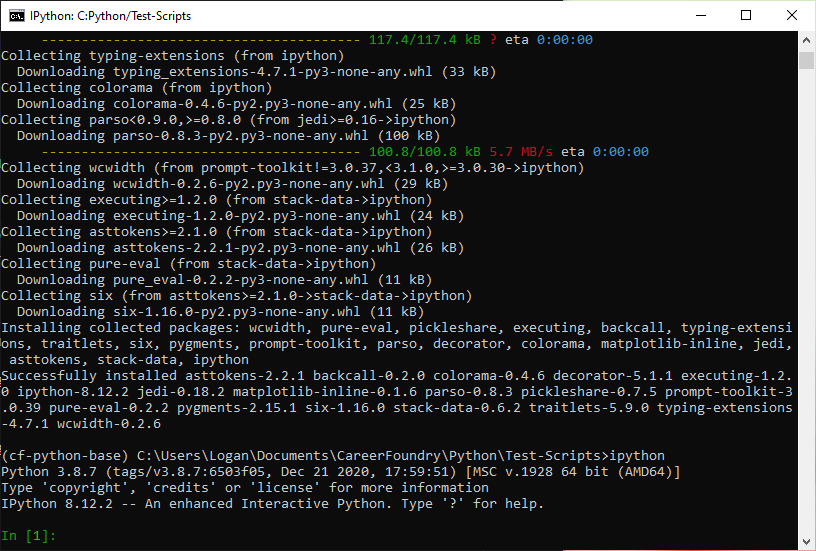 IPython: C:Python/Test-Scripts
---------------------------------------- 117.4/117.4 kB ? eta 0:00:00
Collecting typing-extensions (from ipython)
  Downloading typing_extensions-4.7.1-py3-none-any.whl (33 kB)
Collecting colorama (from ipython)
  Downloading colorama-0.4.6-py2.py3-none-any.whl (25 kB)
Collecting parso<0.9.0,>=0.8.0 (from jedi>=0.16->ipython)
  Downloading parso-0.8.3-py2.py3-none-any.whl (100 kB)
     ---------------------------------------- 100.8/100.8 kB 5.7 MB/s eta 0:00:00
Collecting wcwidth (from prompt-toolkit!=3.0.37,<3.1.0,>=3.0.30->ipython)
  Downloading wcwidth-0.2.6-py2.py3-none-any.whl (29 kB)
Collecting executing>=1.2.0 (from stack-data->ipython)
  Downloading executing-1.2.0-py2.py3-none-any.whl (24 kB)
Collecting asttokens>=2.1.0 (from stack-data->ipython)
  Downloading asttokens-2.2.1-py2.py3-none-any.whl (26 kB)
Collecting pure-eval (from stack-data->ipython)
  Downloading pure_eval-0.2.2-py3-none-any.whl (11 kB)
Collecting six (from asttokens>=2.1.0->stack-data->ipython)
  Downloading six-1.16.0-py2.py3-none-any.whl (11 kB)
Installing collected packages: wcwidth, pure-eval, pickleshare, executing, backcall, typing-extensi
ons, traitlets, six, pygments, prompt-toolkit, parso, decorator, colorama, matplotlib-inline, jedi,
 asttokens, stack-data, ipython
Successfully installed asttokens-2.2.1 backcall-0.2.0 colorama-0.4.6 decorator-5.1.1 executing-1.2.
0 ipython-8.12.2 jedi-0.18.2 matplotlib-inline-0.1.6 parso-0.8.3 pickleshare-0.7.5 prompt-toolkit-3
.0.39 pure-eval-0.2.2 pygments-2.15.1 six-1.16.0 stack-data-0.6.2 traitlets-5.9.0 typing-extensions
-4.7.1 wcwidth-0.2.6
(cf-python-base) C:\Users\Logan\Documents\CareerFoundry\Python\Test-Scripts>ipython
Python 3.8.7 (tags/v3.8.7:6503f05, Dec 21 2020, 17:59:51) [MSC v.1928 64 bit (AMD64)]
Type 'copyright', 'credits' or 'license' for more information
IPython 8.12.2 -- An enhanced Interactive Python. Type '?' for help.
In [1]: